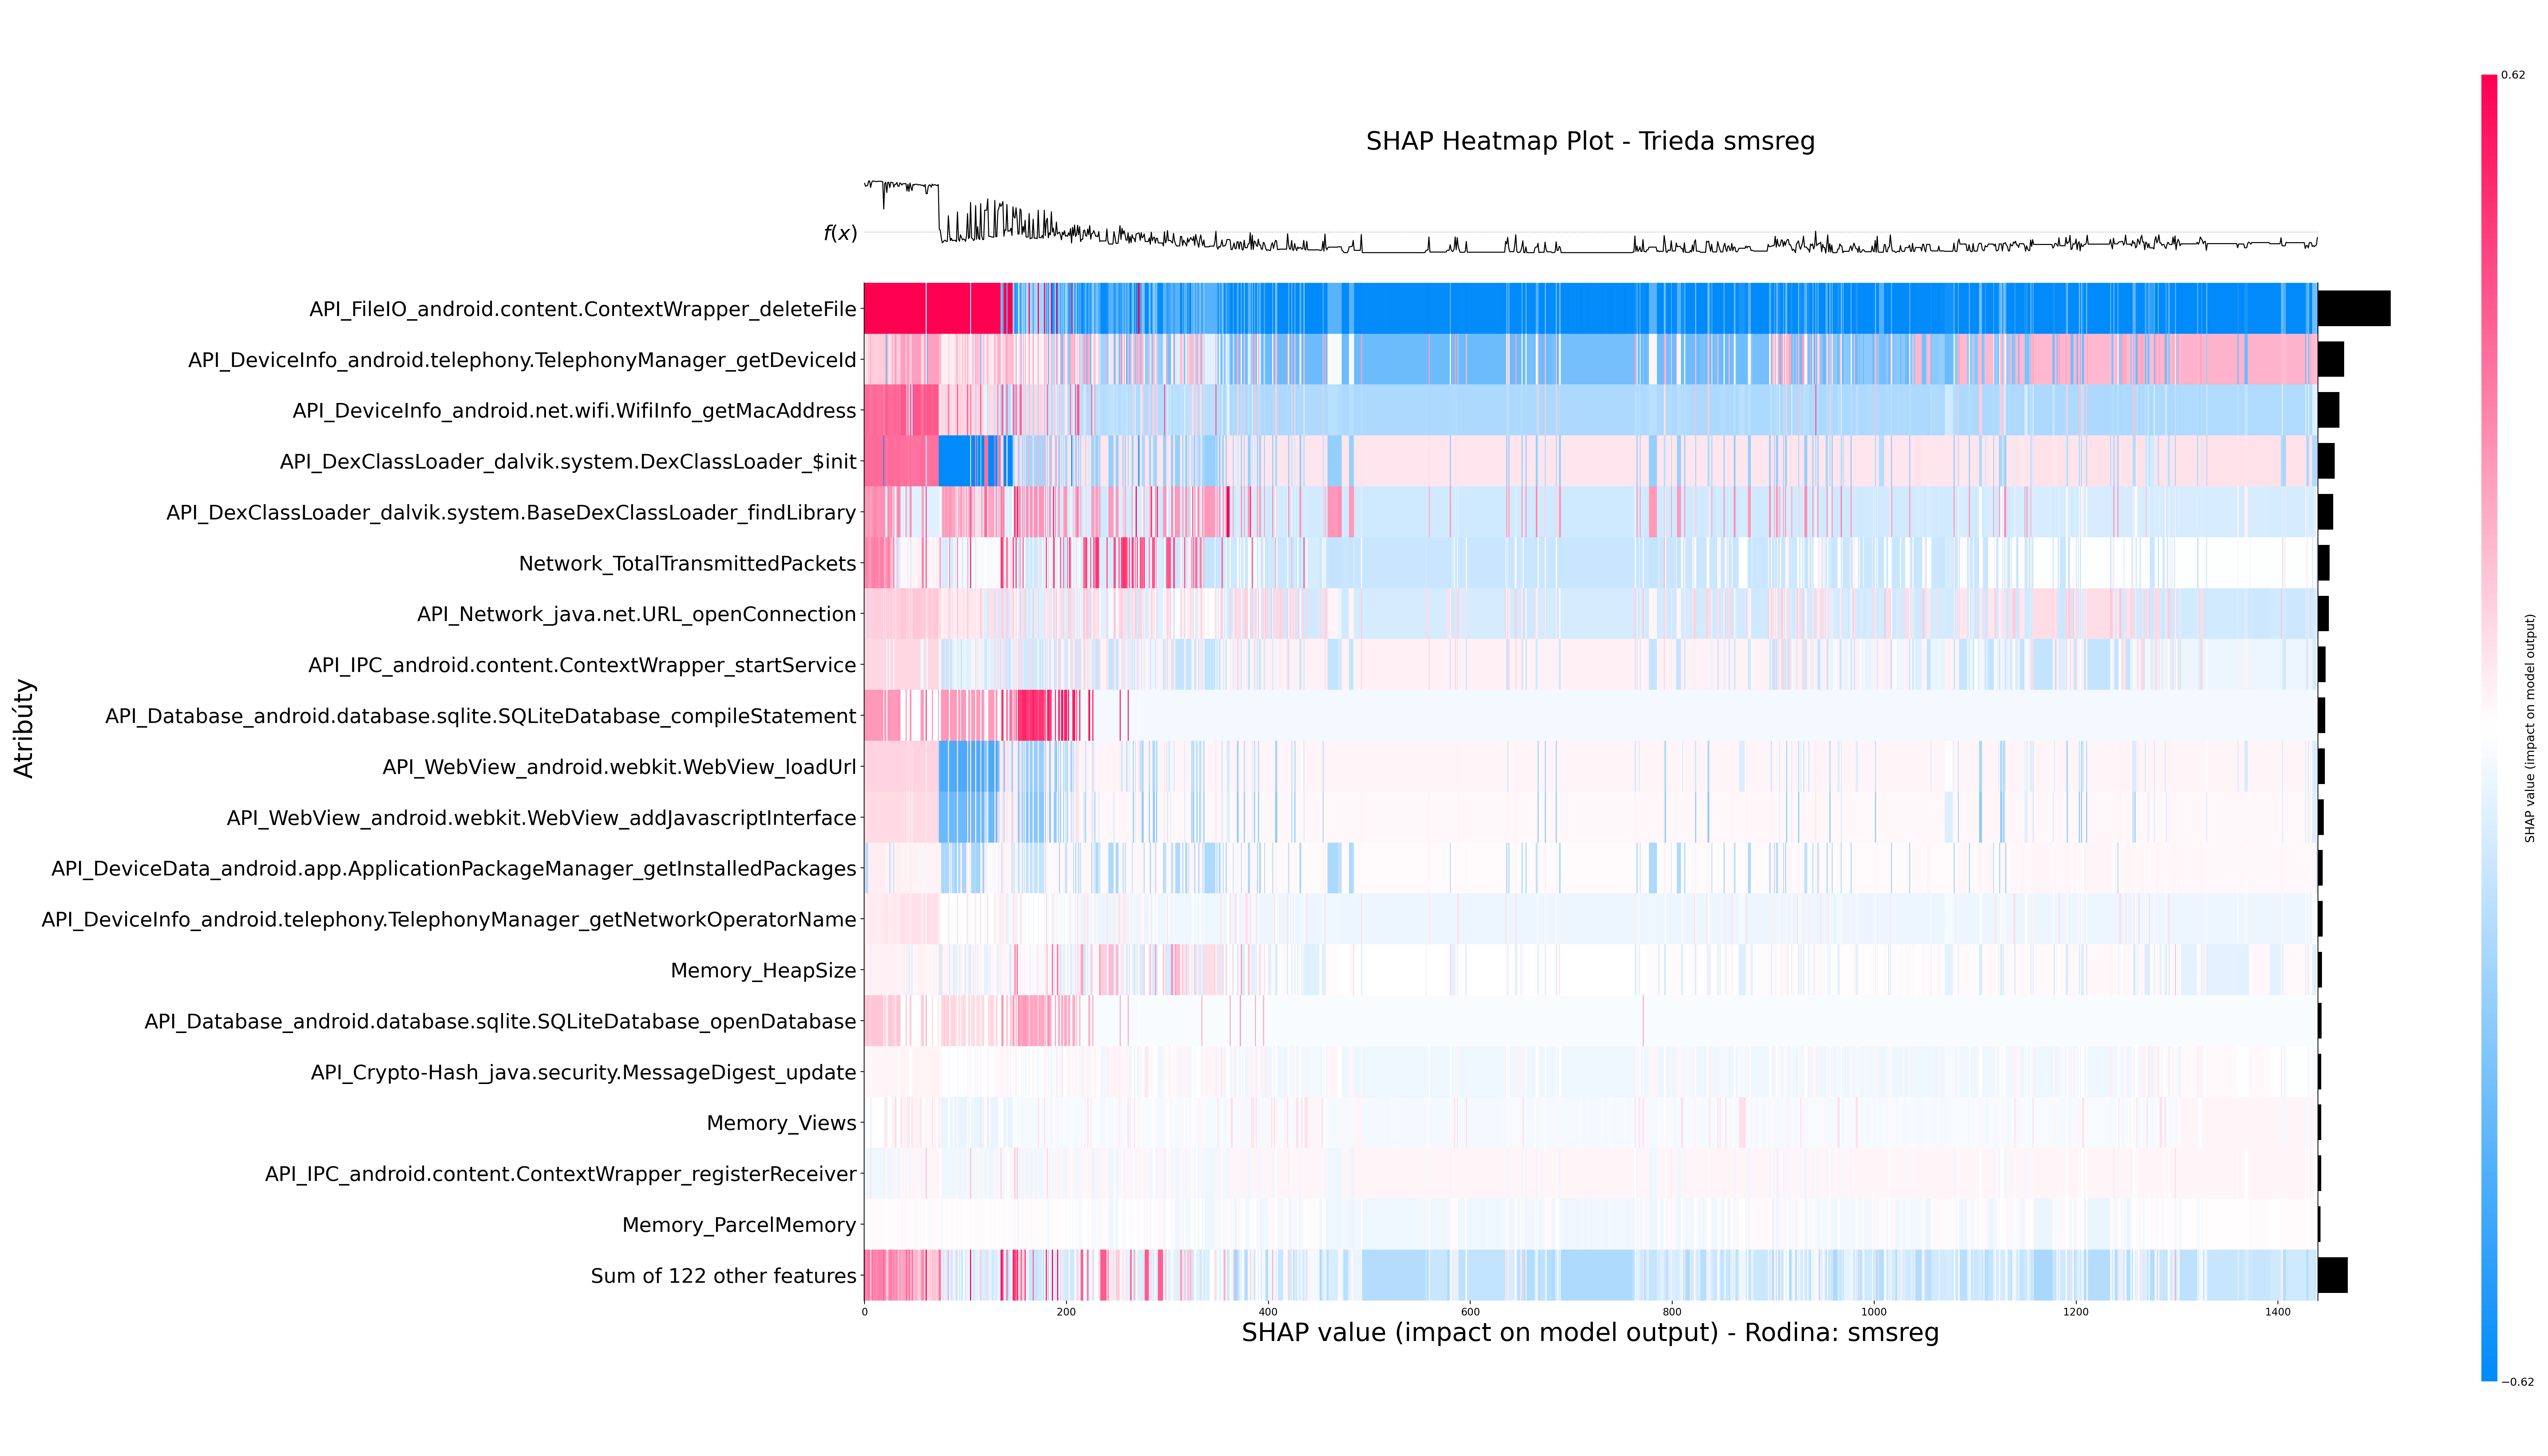 SHAP Heatmap Plot - Trieda smsreg
f(x)
API_FileIO_android.content.ContextWrapper_deleteFile
API_DeviceInfo_android.telephony.TelephonyManager_getDeviceId
API_DeviceInfo_android.net.wifi.WifiInfo_getMacAddress
API_DexClassLoader_dalvik.system.DexClassLoader_$init
API_DexClassLoader_dalvik.system.BaseDexClassLoader_findLibrary
Network_TotalTransmittedPackets
API_Network_java.net.URL_openConnection
API_IPC_android.content.ContextWrapper_startService
API_Database_android.database.sqlite.SQLiteDatabase_compileStatement
API_WebView_android.webkit.WebView_loadUrl
API_WebView_android.webkit.WebView_addJavascriptInterface
API_DeviceData_android.app.ApplicationPackageManager_getInstalledPackages
API_DeviceInfo_android.telephony.TelephonyManager_getNetworkOperatorName
Memory_HeapSize
API_Database_android.database.sqlite.SQLiteDatabase_openDatabase
API_Crypto-Hash_java.security.MessageDigest_update
Memory_Views
API_IPC_android.content.ContextWrapper_registerReceiver
Memory_ParcelMemory
Sum of 122 other features
Atribúty
0 200 400 600 800 1000 1200 1400
SHAP value (impact on model output) - Rodina: smsreg
0.62
SHAP value (impact on model output)
−0.62